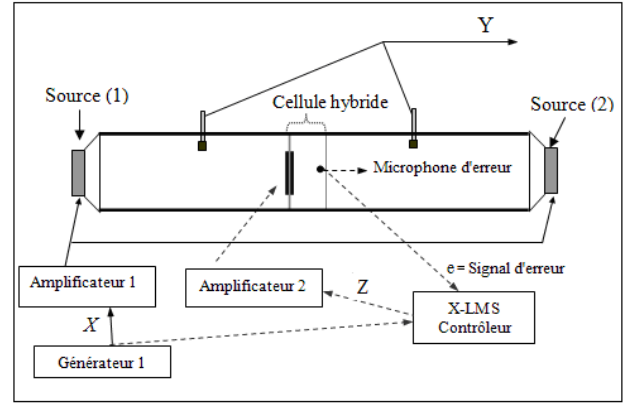 Y
Source (1)
Cellule hybride
Source (2)
Microphone d'erreur
e = Signal d'erreur
Amplificateur 1
Amplificateur 2
Z
X-LMS
Contrôleur
X
Générateur 1